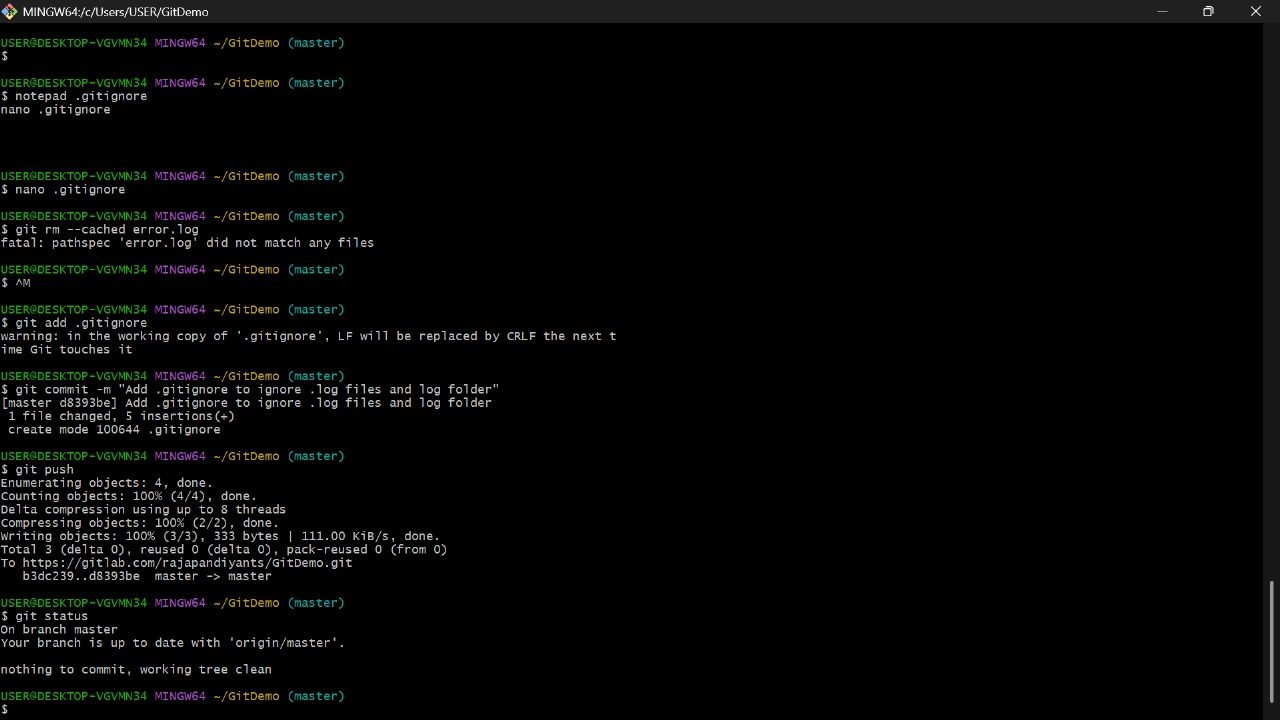 MINGW64:/c/Users/USER/GitDemo
USER@DESKTOP-VGVMN34 MINGW64 ~/GitDemo (master)
$
USER@DESKTOP-VGVMN34 MINGW64 ~/GitDemo (master)
$ notepad .gitignore
nano .gitignore
USER@DESKTOP-VGVMN34 MINGW64 ~/GitDemo (master)
$ nano .gitignore
USER@DESKTOP-VGVMN34 MINGW64 ~/GitDemo (master)
$ git rm --cached error.log
fatal: pathspec 'error.log' did not match any files
USER@DESKTOP-VGVMN34 MINGW64 ~/GitDemo (master)
$ ^M
USER@DESKTOP-VGVMN34 MINGW64 ~/GitDemo (master)
$ git add .gitignore
warning: in the working copy of '.gitignore', LF will be replaced by CRLF the next t
ime Git touches it
USER@DESKTOP-VGVMN34 MINGW64 ~/GitDemo (master)
$ git commit -m "Add .gitignore to ignore .log files and log folder"
[master d8393be] Add .gitignore to ignore .log files and log folder
 1 file changed, 5 insertions(+)
 create mode 100644 .gitignore
USER@DESKTOP-VGVMN34 MINGW64 ~/GitDemo (master)
$ git push
Enumerating objects: 4, done.
Counting objects: 100% (4/4), done.
Delta compression using up to 8 threads
Compressing objects: 100% (2/2), done.
Writing objects: 100% (3/3), 333 bytes | 111.00 KiB/s, done.
Total 3 (delta 0), reused 0 (delta 0), pack-reused 0 (from 0)
To https://gitlab.com/rajapandiyants/GitDemo.git
   b3dc239..d8393be  master -> master
USER@DESKTOP-VGVMN34 MINGW64 ~/GitDemo (master)
$ git status
On branch master
Your branch is up to date with 'origin/master'.
nothing to commit, working tree clean
USER@DESKTOP-VGVMN34 MINGW64 ~/GitDemo (master)
$